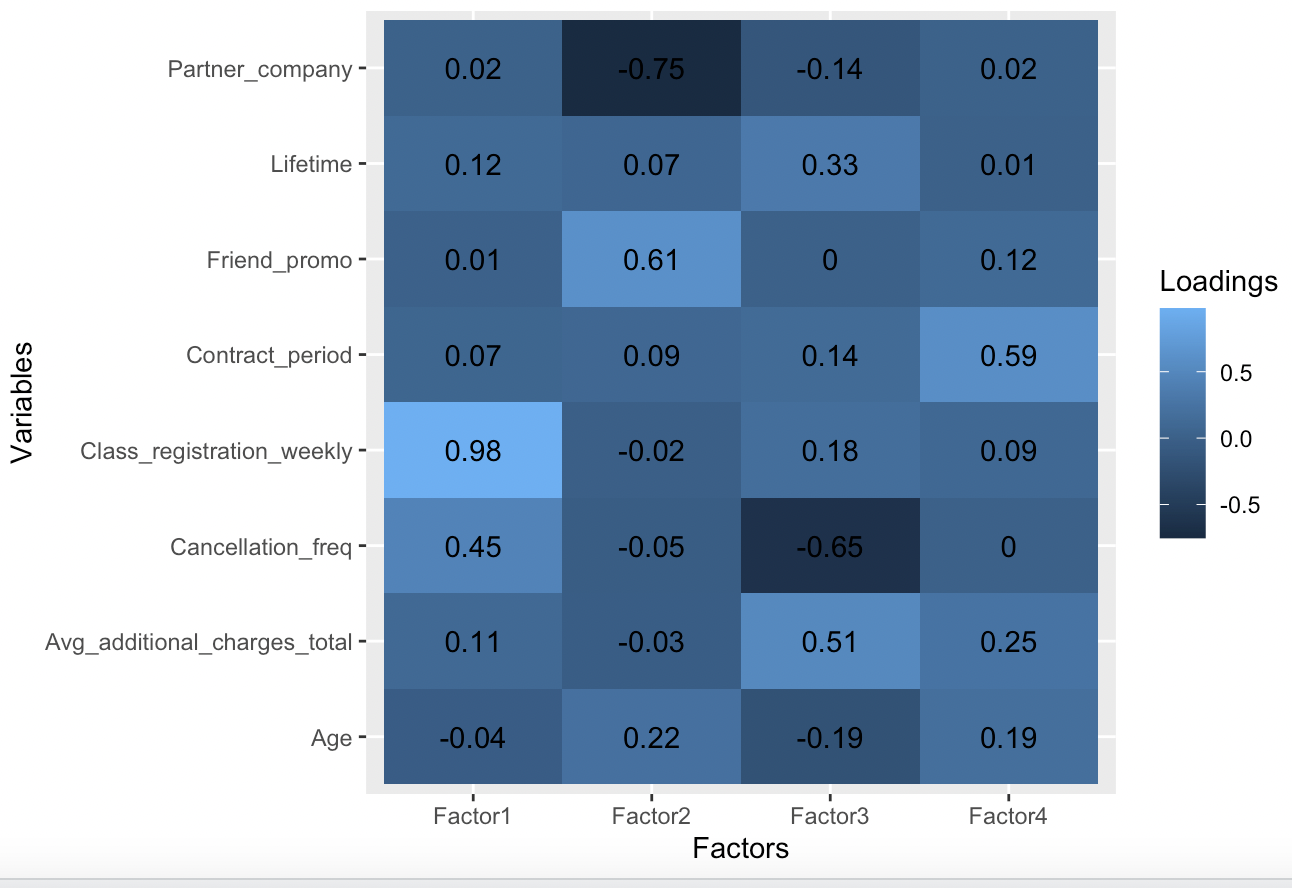 Partner_company 0.02 -0.75 -0.14 0.02
Lifetime 0.12 0.07 0.33 0.01
Friend_promo 0.01 0.61 0 0.12
Contract_period 0.07 0.09 0.14 0.59
Class_registration_weekly 0.98 -0.02 0.18 0.09
Cancellation_freq 0.45 -0.05 -0.65 0
Avg_additional_charges_total 0.11 -0.03 0.51 0.25
Age -0.04 0.22 -0.19 0.19
Factor1 Factor2 Factor3 Factor4
Factors
Variables
Loadings
0.5
0.0
-0.5